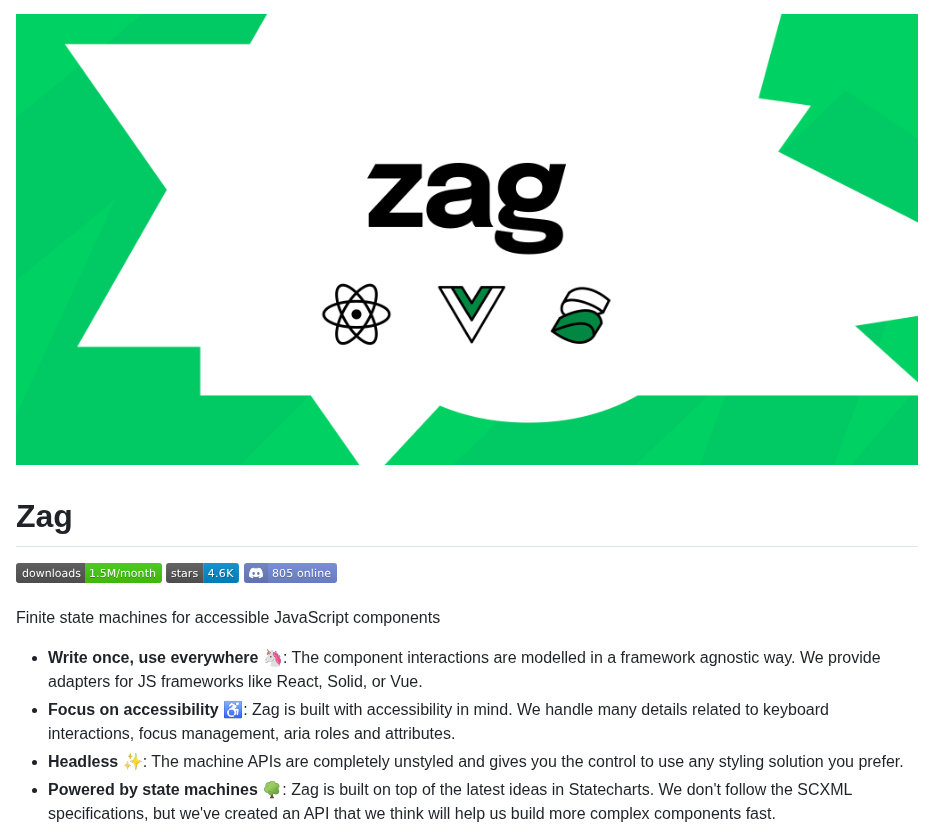 zag
Zag
downloads 1.5M/month stars 4.6K 805 online
Finite state machines for accessible JavaScript components
Write once, use everywhere 🦄: The component interactions are modelled in a framework agnostic way. We provide
adapters for JS frameworks like React, Solid, or Vue.
Focus on accessibility ♿: Zag is built with accessibility in mind. We handle many details related to keyboard
interactions, focus management, aria roles and attributes.
Headless ✨: The machine APIs are completely unstyled and gives you the control to use any styling solution you prefer.
Powered by state machines 🌳: Zag is built on top of the latest ideas in Statecharts. We don't follow the SCXML
specifications, but we've created an API that we think will help us build more complex components fast.